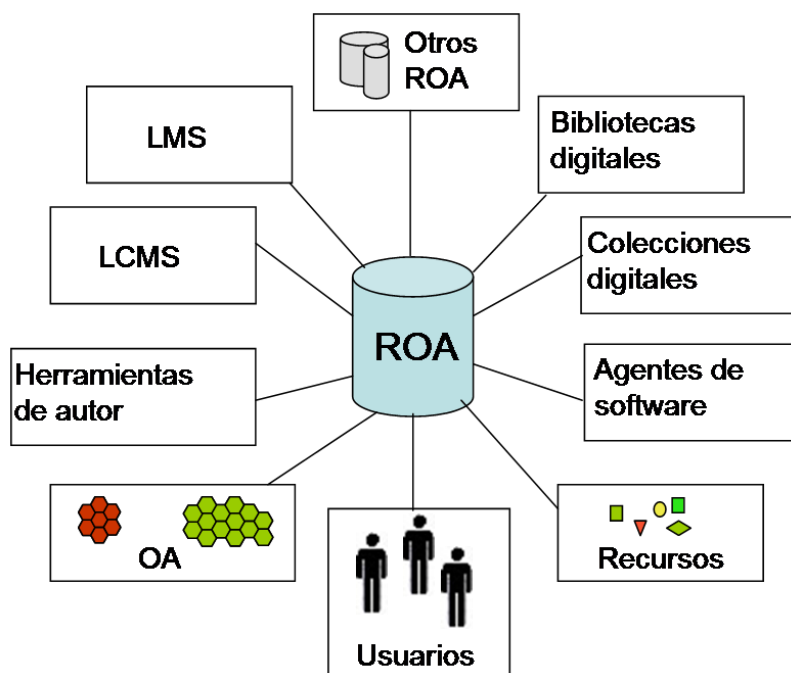 Otros
ROA
LMS
Bibliotecas
digitales
LCMS
Colecciones
digitales
ROA
Herramientas
de autor
Agentes de
software
OA
Usuarios
Recursos